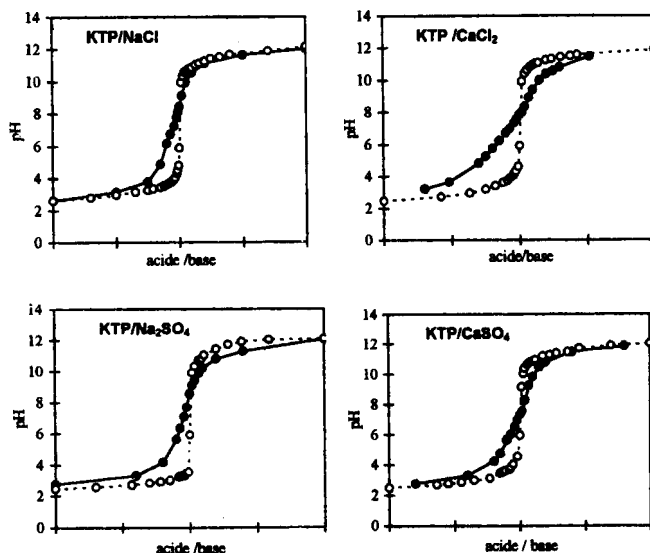 KTP/NaCl
14
12
10
8
6
4
2
0
pH
acide /base
KTP /CaCl₂
14
12
10
8
6
4
2
0
pH
acide/base
KTP/Na₂SO₄
14
12
10
8
6
4
2
0
pH
acide /base
KTP/CaSO₄
14
12
10
8
6
4
2
0
pH
acide / base